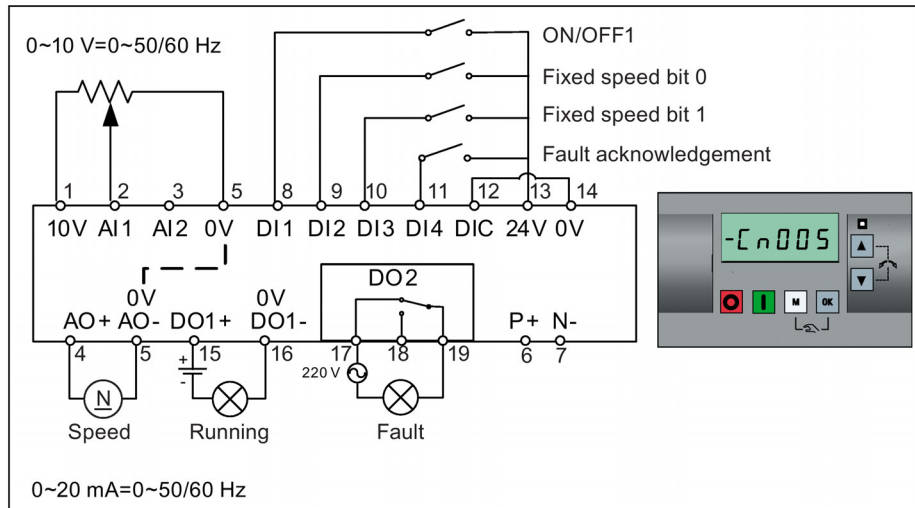 0~10 V=0~50/60 Hz
ON/OFF1
Fixed speed bit 0
Fixed speed bit 1
Fault acknowledgement
1 2 3 5 8 9 10 11 12 13 14
10V AI1 AI2 0V DI1 DI2 DI3 DI4 DIC 24V 0V
-Cn005
M OK
DO2
0V 0V
AO+ AO- DO1+ DO1- P+ N-
4 5 15 16 17 18 19 6 7
+
-
220 V
N
Speed Running Fault
0~20 mA=0~50/60 Hz